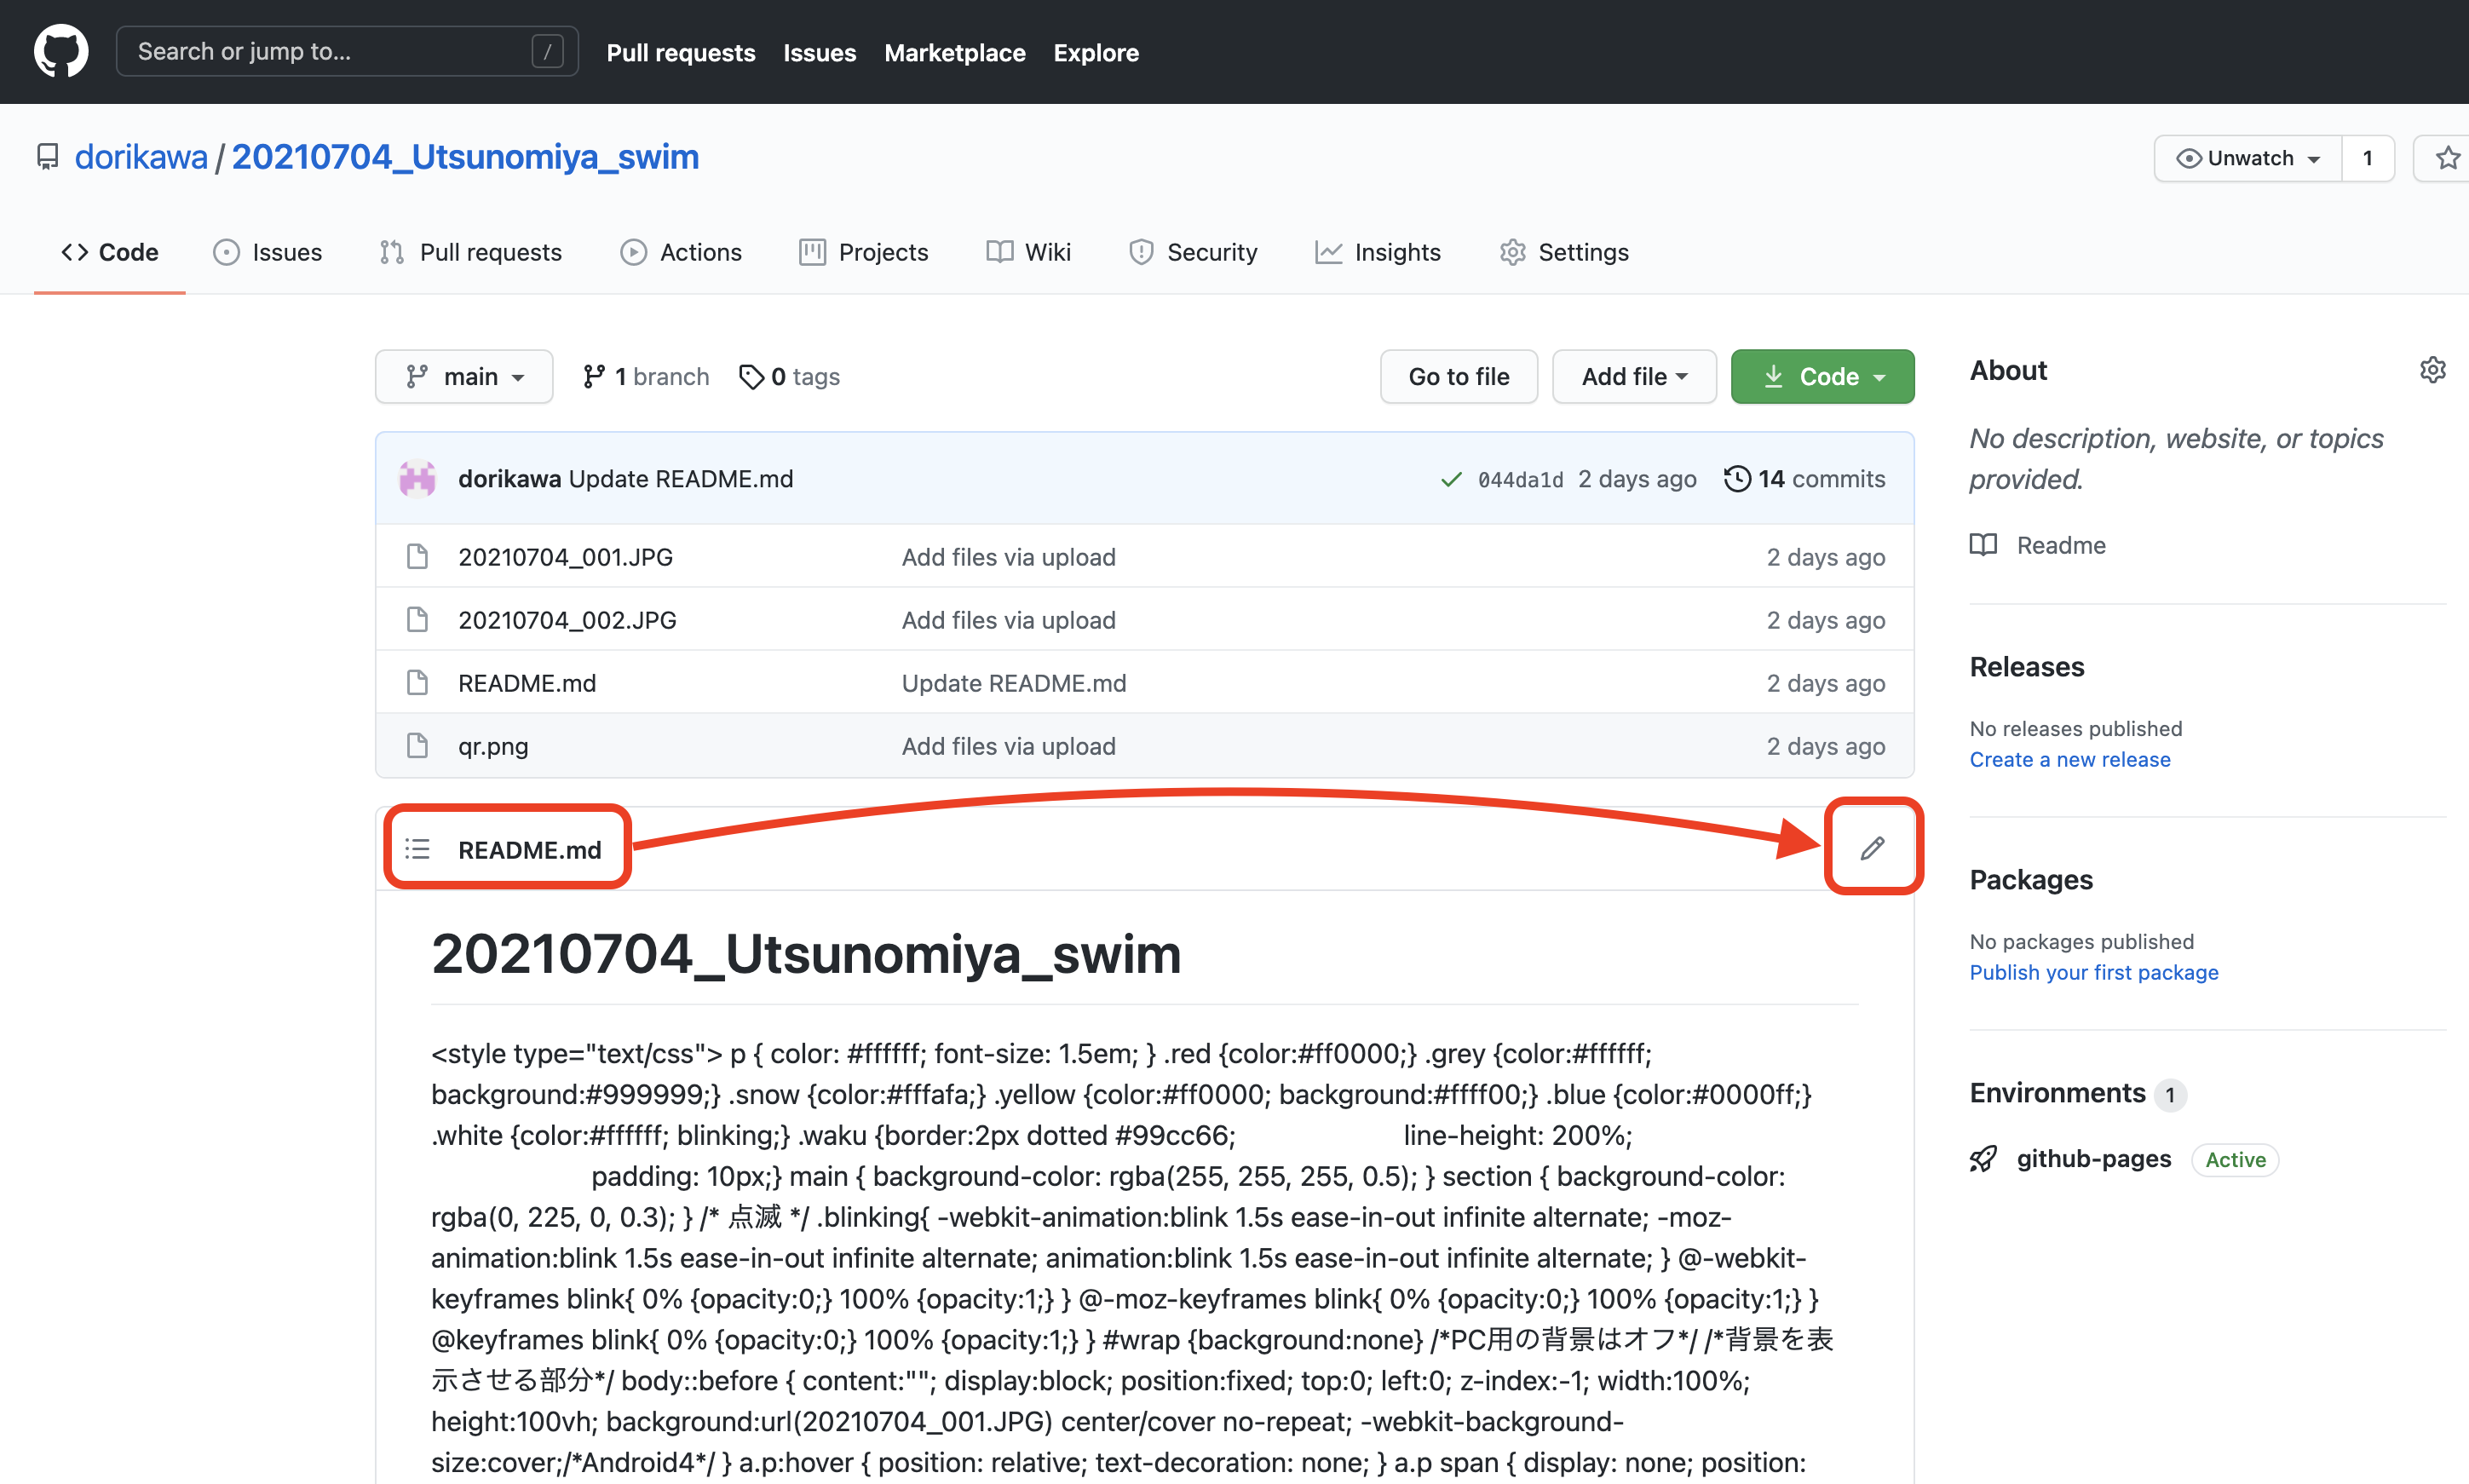 Search or jump to... /
Pull requests Issues Marketplace Explore
dorikawa / 20210704_Utsunomiya_swim
Unwatch 1
Code Issues Pull requests Actions Projects Wiki Security Insights Settings
main 1 branch 0 tags
Go to file Add file Code
dorikawa Update README.md 044da1d 2 days ago 14 commits
20210704_001.JPG Add files via upload 2 days ago
20210704_002.JPG Add files via upload 2 days ago
README.md Update README.md 2 days ago
qr.png Add files via upload 2 days ago
README.md
20210704_Utsunomiya_swim
<style type="text/css"> p { color: #ffffff; font-size: 1.5em; } .red {color:#ff0000;} .grey {color:#ffffff;
background:#999999;} .snow {color:#fffafa;} .yellow {color:#ff0000; background:#ffff00;} .blue {color:#0000ff;}
.white {color:#ffffff; blinking;} .waku {border:2px dotted #99cc66; line-height: 200%;
padding: 10px;} main { background-color: rgba(255, 255, 255, 0.5); } section { background-color:
rgba(0, 225, 0, 0.3); } /* 点滅 */ .blinking{ -webkit-animation:blink 1.5s ease-in-out infinite alternate; -moz-
animation:blink 1.5s ease-in-out infinite alternate; animation:blink 1.5s ease-in-out infinite alternate; } @-webkit-
keyframes blink{ 0% {opacity:0;} 100% {opacity:1;} } @-moz-keyframes blink{ 0% {opacity:0;} 100% {opacity:1;} }
@keyframes blink{ 0% {opacity:0;} 100% {opacity:1;} } #wrap {background:none} /*PC用の背景はオフ*/ /*背景を表
示させる部分*/ body::before { content:""; display:block; position:fixed; top:0; left:0; z-index:-1; width:100%;
height:100vh; background:url(20210704_001.JPG) center/cover no-repeat; -webkit-background-
size:cover;/*Android4*/ } a.p:hover { position: relative; text-decoration: none; } a.p span { display: none; position:
About
No description, website, or topics
provided.
Readme
Releases
No releases published
Create a new release
Packages
No packages published
Publish your first package
Environments 1
github-pages Active